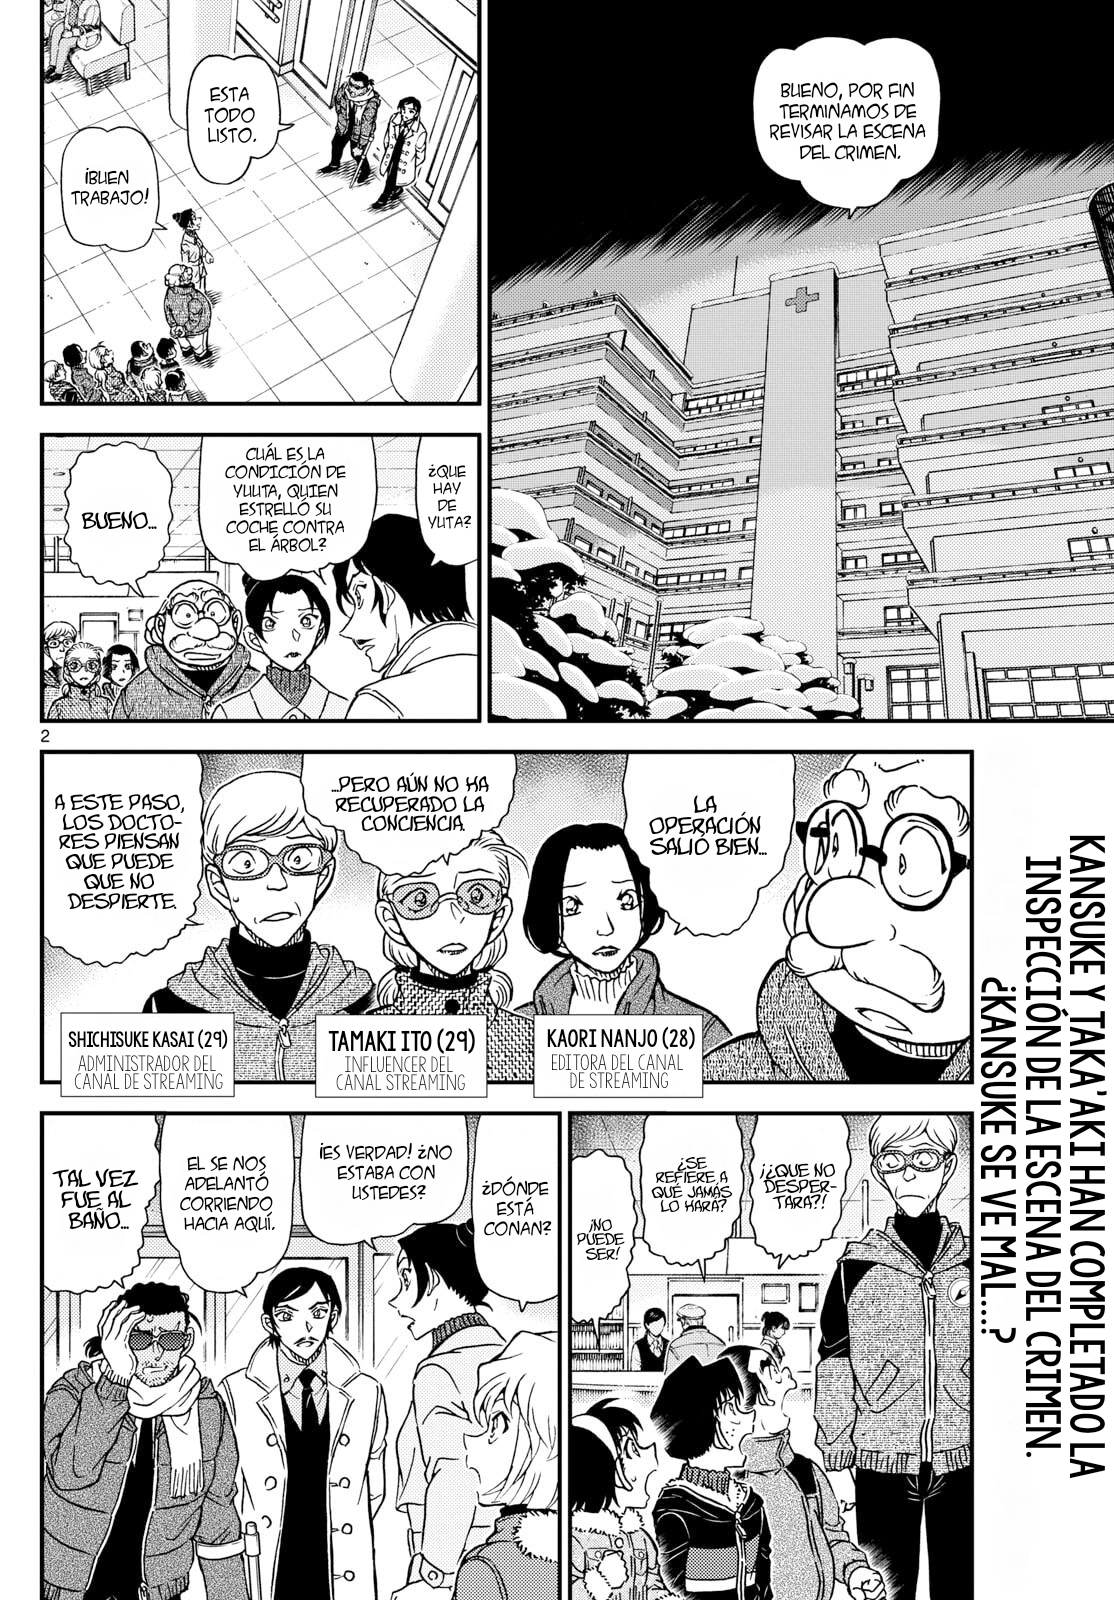 BUENO, POR FIN
TERMINAMOS DE
REVISAR LA ESCENA
DEL CRIMEN.
ESTA
TODO
LISTO.
¡BUEN
TRABAJO!
¿QUE
HAY
DE
YUTA?
CUÁL ES LA
CONDICIÓN DE
YUUTA, QUIEN
ESTRELLÓ SU
COCHE CONTRA
EL ÁRBOL?
BUENO...
2
LA
OPERACIÓN
SALIÓ BIEN...
...PERO AÚN NO HA
RECUPERADO LA
CONCIENCIA.
A ESTE PASO,
LOS DOCTO-
RES PIENSAN
QUE PUEDE
QUE NO
DESPIERTE.
KAORI NANJO (28)
EDITORA DEL CANAL
DE STREAMING
TAMAKI ITO (29)
INFLUENCER DEL
CANAL STREAMING
SHICHISUKE KASAI (29)
ADMINISTRADOR DEL
CANAL DE STREAMING
KANSUKE Y TAKA'AKI HAN COMPLETADO LA
INSPECCIÓN DE LA ESCENA DEL CRIMEN.
¿KANSUKE SE VE MAL...?
¡¿QUE NO
DESPER-
TARA?!
¿SE
REFIERE A
QUE JAMÁS
LO HARA?
¡NO
PUEDE
SER!
¿DÓNDE
ESTÁ
CONAN?
¡ES VERDAD! ¿NO
ESTABA CON
USTEDES?
EL SE NOS
ADELANTÓ
CORRIENDO
HACIA AQUÍ.
TAL VEZ
FUE AL
BAÑO...